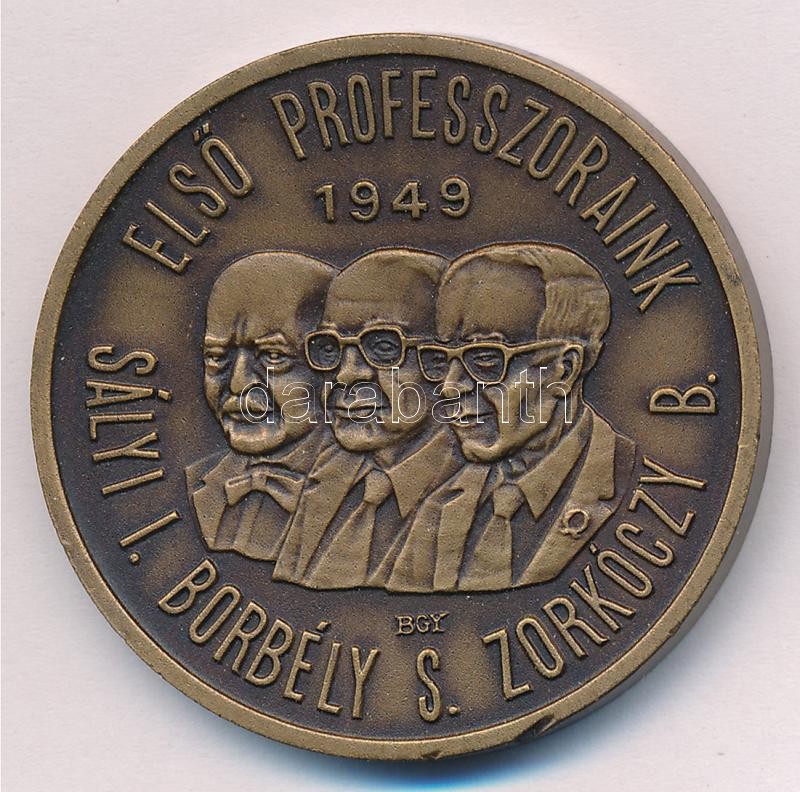 ELSŐ PROFESSZORAINK
1949
SÁLYI I. BORBÉLY S. ZORKÓCZY B.
BGY
darabanth